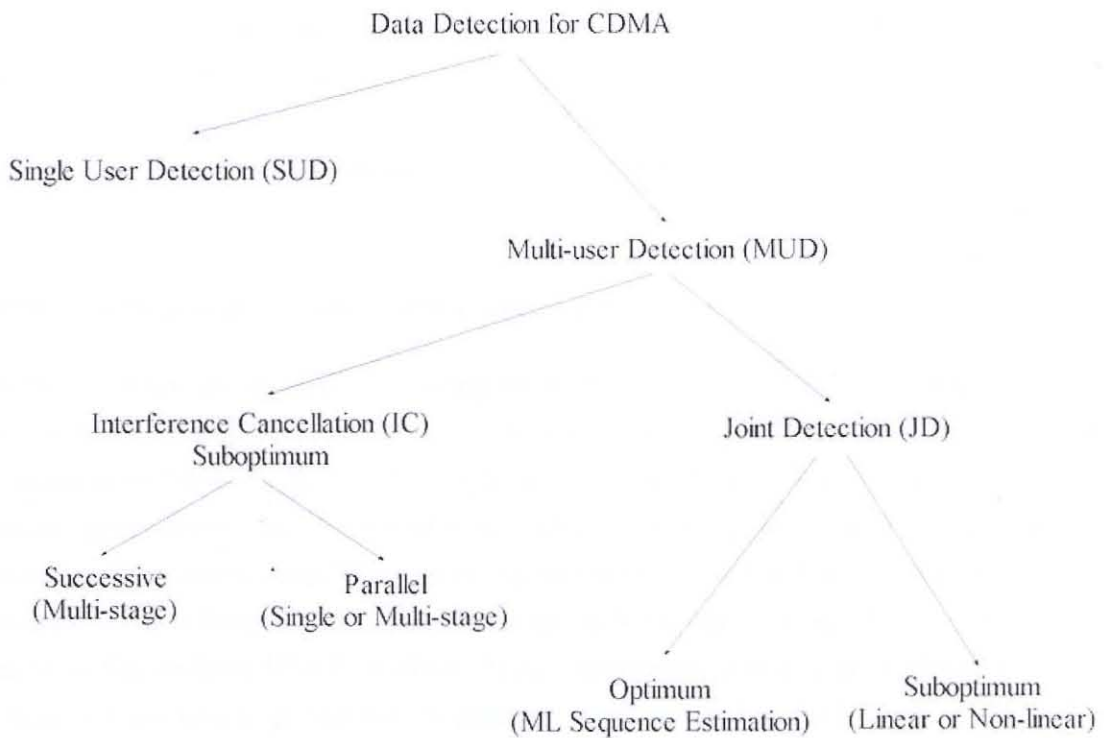 Data Detection for CDMA
Single User Detection (SUD)
Multi-user Detection (MUD)
Interference Cancellation (IC)
Suboptimum
Joint Detection (JD)
Successive
(Multi-stage)
Parallel
(Single or Multi-stage)
Optimum
(ML Sequence Estimation)
Suboptimum
(Linear or Non-linear)